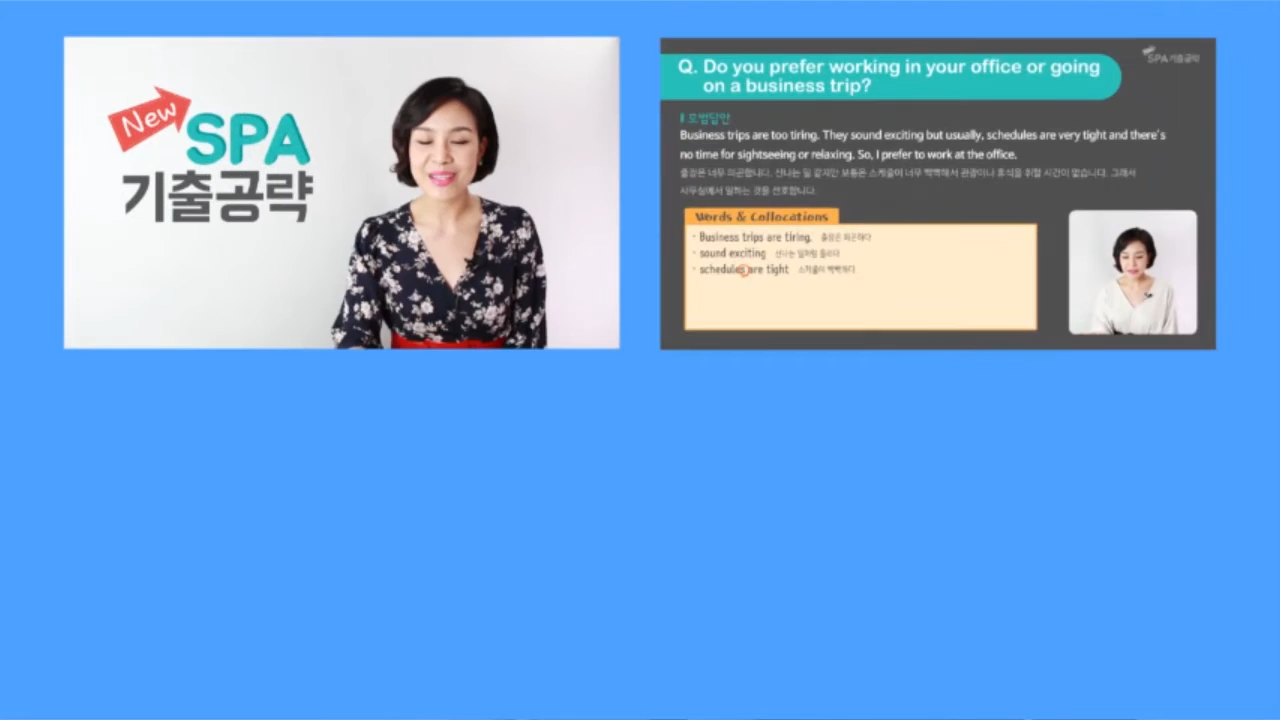 New
SPA
기출공략
SPA 기출공략
Q. Do you prefer working in your office or going
on a business trip?
모범답안
Business trips are too tiring. They sound exciting but usually, schedules are very tight and there's
no time for sightseeing or relaxing. So, I prefer to work at the office.
출장은 너무 피곤합니다. 신나는 일 같지만 보통은 스케줄이 너무 빡빡해서 관광이나 휴식을 취할 시간이 없습니다. 그래서
사무실에서 일하는 것을 선호합니다.
Words & Collocations
· Business trips are tiring. 출장은 피곤하다
· sound exciting 신나는 일처럼 들리다
· schedules are tight 스케줄이 빡빡하다